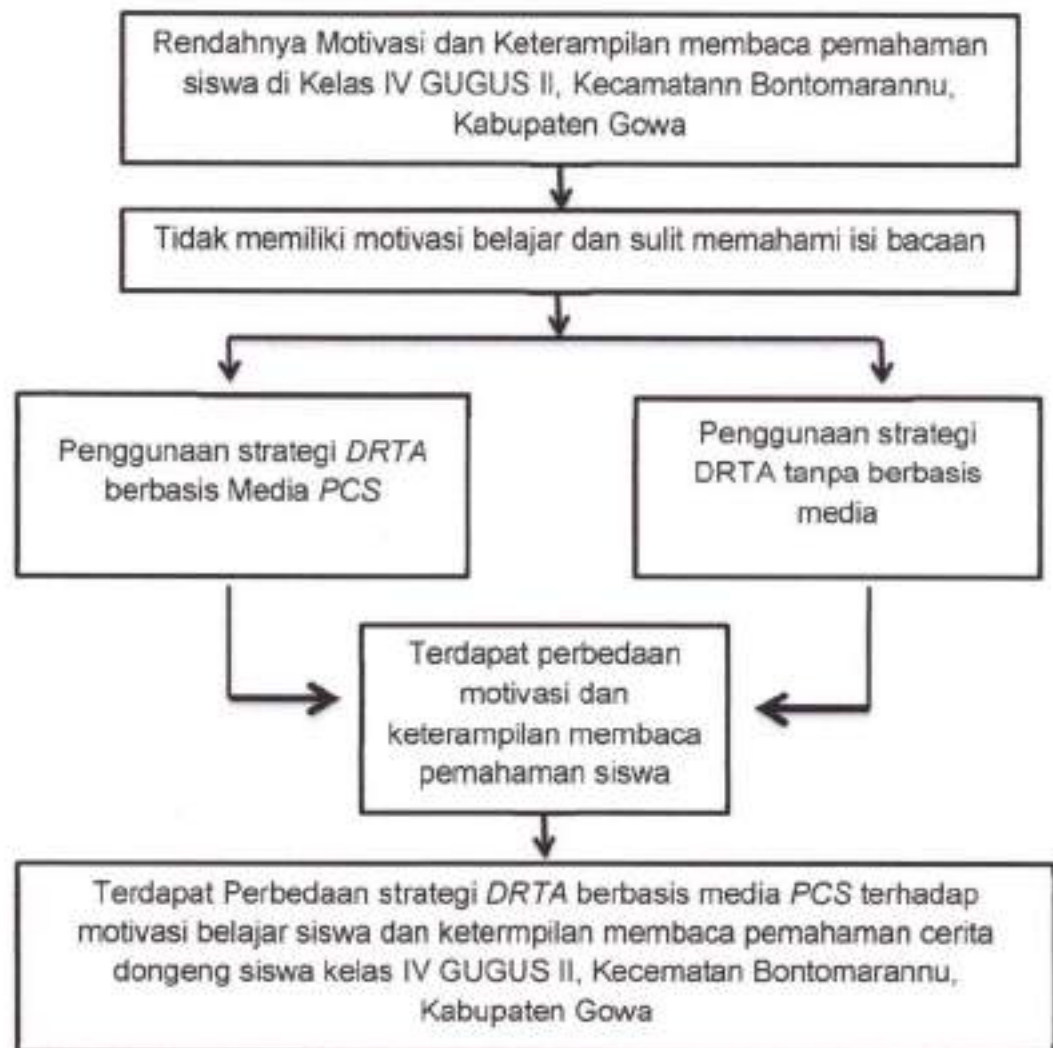 Rendahnya Motivasi dan Keterampilan membaca pemahaman
siswa di Kelas IV GUGUS II, Kecamatann Bontomarannu,
Kabupaten Gowa
Tidak memiliki motivasi belajar dan sulit memahami isi bacaan
Penggunaan strategi DRTA
berbasis Media PCS
Penggunaan strategi
DRTA tanpa berbasis
media
Terdapat perbedaan
motivasi dan
keterampilan membaca
pemahaman siswa
Terdapat Perbedaan strategi DRTA berbasis media PCS terhadap
motivasi belajar siswa dan ketermpilan membaca pemahaman cerita
dongeng siswa kelas IV GUGUS II, Kecematan Bontomarannu,
Kabupaten Gowa